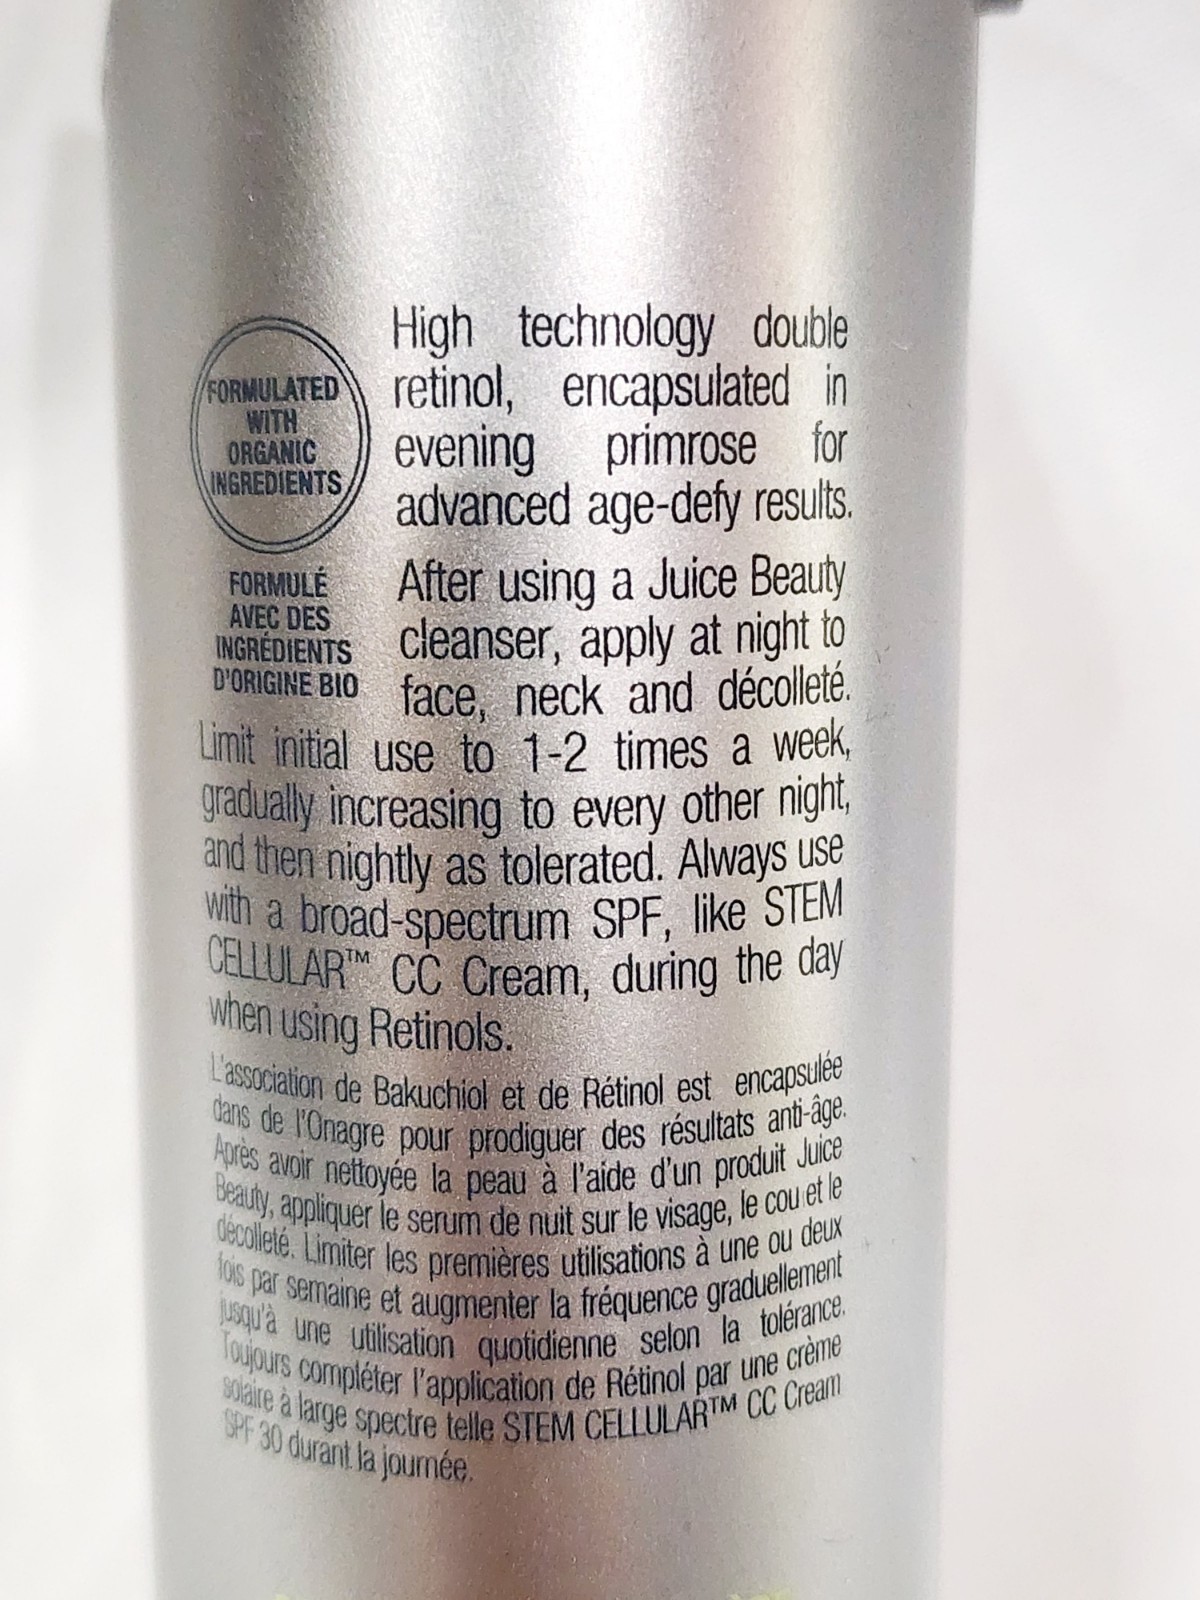 FORMULATED
WITH
ORGANIC
INGREDIENTS
FORMULÉ
AVEC DES
INGRÉDIENTS
D'ORIGINE BIO
High technology double
retinol, encapsulated in
evening primrose for
advanced age-defy results.
After using a Juice Beauty
cleanser, apply at night to
face, neck and décolleté.
Limit initial use to 1-2 times a week,
gradually increasing to every other night,
and then nightly as tolerated. Always use
with a broad-spectrum SPF, like STEM
CELLULAR™ CC Cream, during the day
when using Retinols.
L'association de Bakuchiol et de Rétinol est encapsulée
dans de l'Onagre pour prodiguer des résultats anti-âge.
Après avoir nettoyée la peau à l'aide d'un produit Juice
Beauty, appliquer le serum de nuit sur le visage, le cou et le
décolleté. Limiter les premières utilisations à une ou deux
fois par semaine et augmenter la fréquence graduellement
jusqu'à une utilisation quotidienne selon la tolérance.
Toujours compléter l'application de Rétinol par une crème
solaire à large spectre telle STEM CELLULAR™ CC Cream
SPF 30 durant la journée.